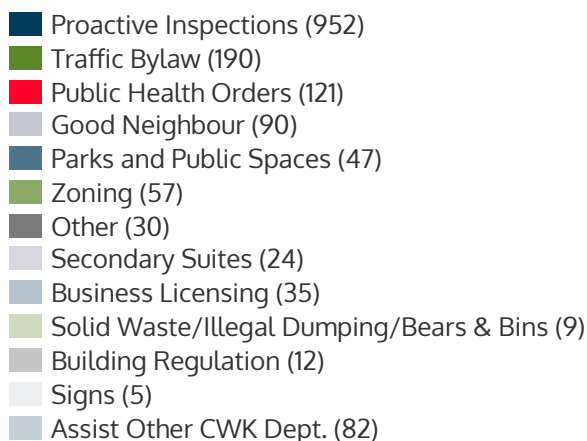 Proactive Inspections (952)
Traffic Bylaw (190)
Public Health Orders (121)
Good Neighbour (90)
Parks and Public Spaces (47)
Zoning (57)
Other (30)
Secondary Suites (24)
Business Licensing (35)
Solid Waste/Illegal Dumping/Bears & Bins (9)
Building Regulation (12)
Signs (5)
Assist Other CWK Dept. (82)